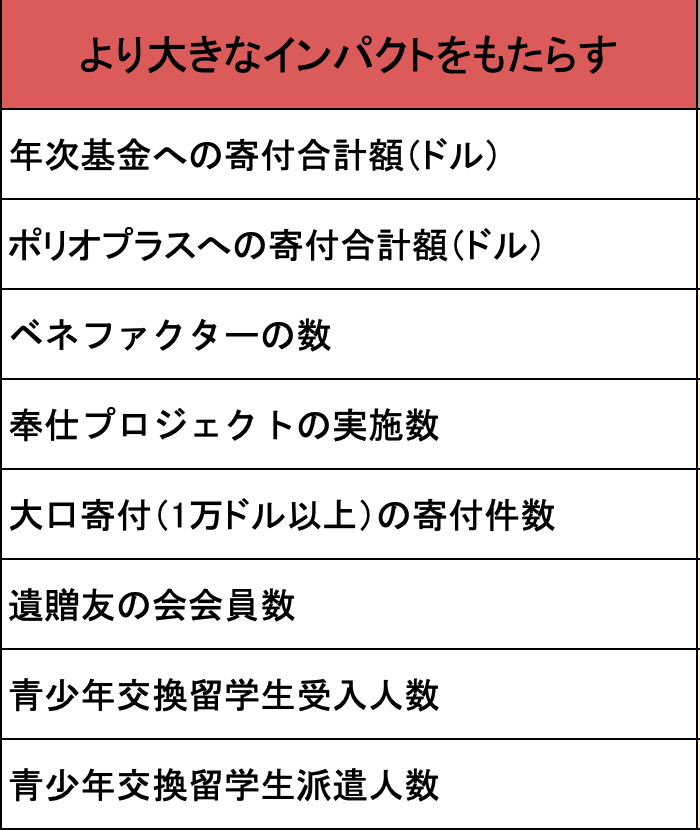 より大きなインパクトをもたらす
年次基金への寄付合計額(ドル)
ポリオプラスへの寄付合計額(ドル)
ベネファクターの数
奉仕プロジェクトの実施数
大口寄付(1万ドル以上)の寄付件数
遺贈友の会会員数
青少年交換留学生受入人数
青少年交換留学生派遣人数